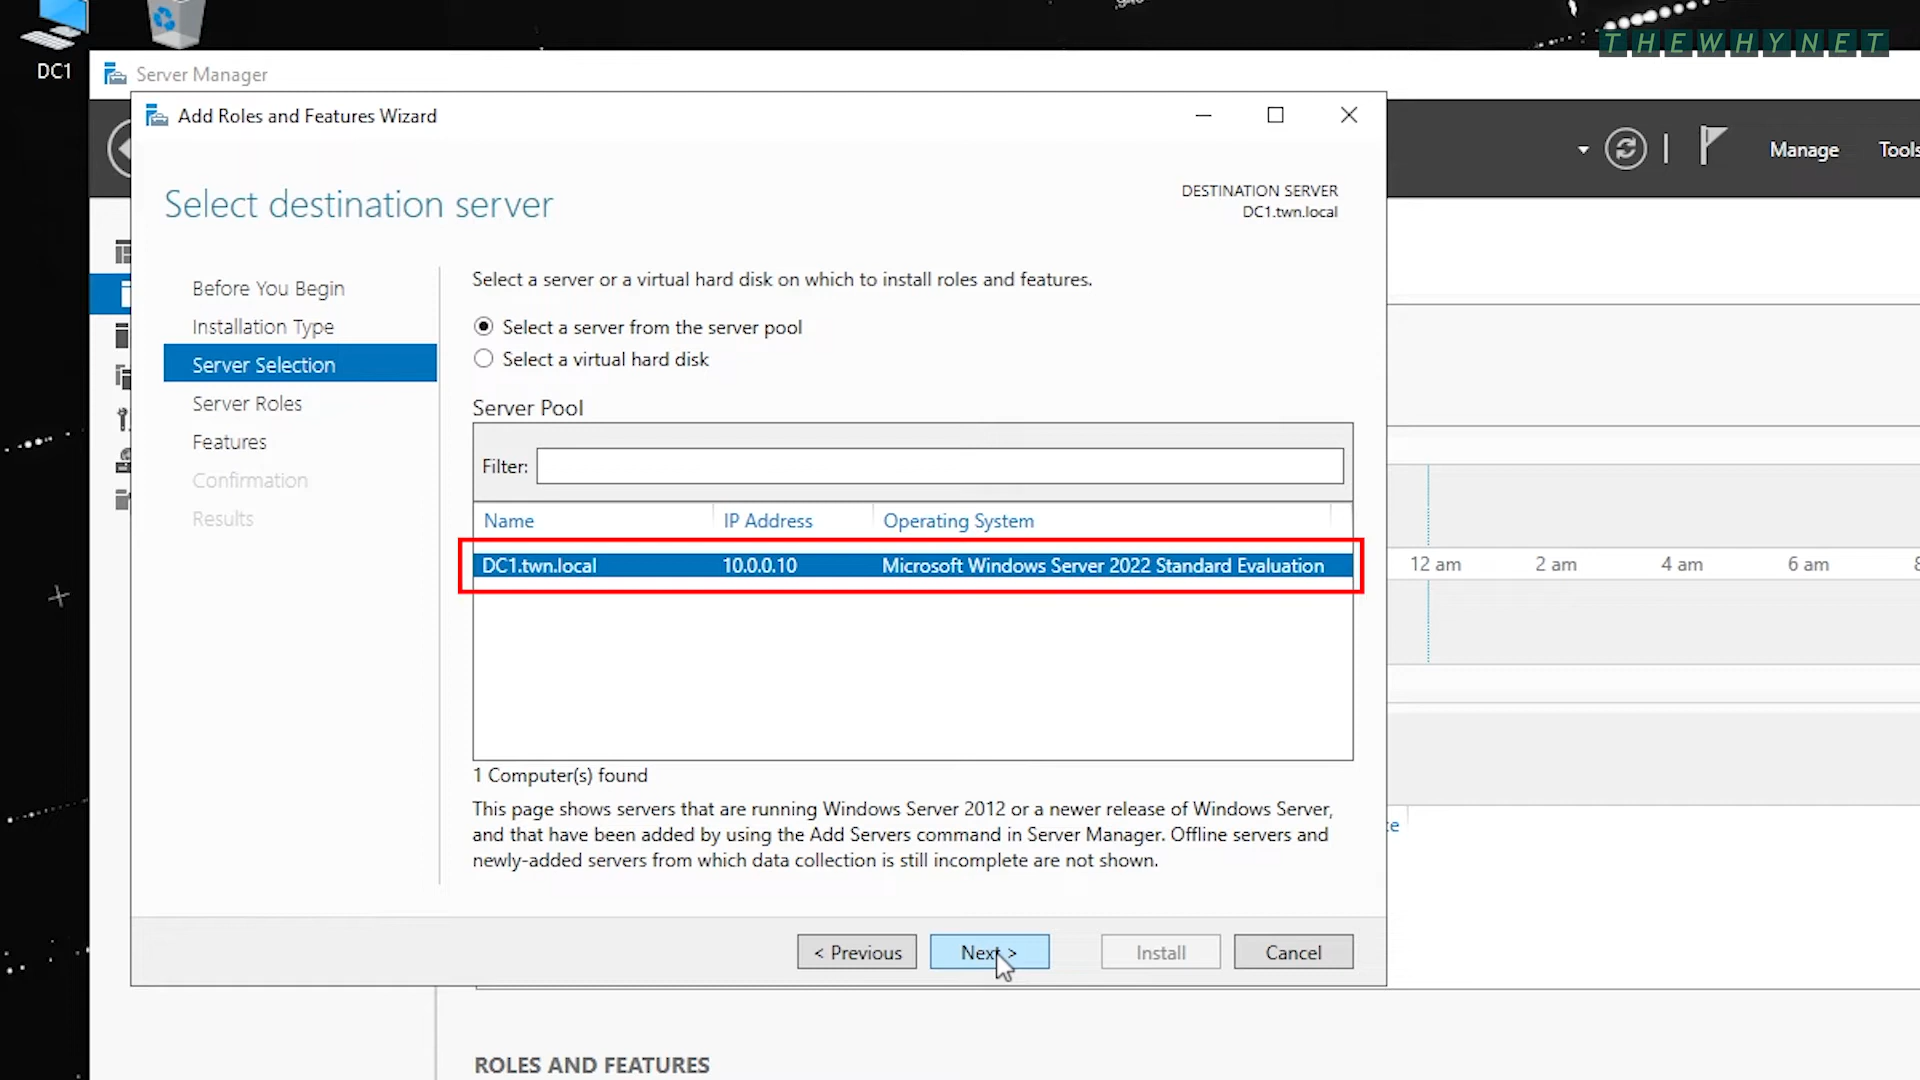 THEWHYNET
DC1
Server Manager
Add Roles and Features Wizard
Manage
Tools
Select destination server
DESTINATION SERVER
DC1.twn.local
Before You Begin
Installation Type
Server Selection
Server Roles
Features
Confirmation
Results
Select a server or a virtual hard disk on which to install roles and features.
Select a server from the server pool
Select a virtual hard disk
Server Pool
Filter:
Name IP Address Operating System
DC1.twn.local 10.0.0.10 Microsoft Windows Server 2022 Standard Evaluation
12 am 2 am 4 am 6 am 8
1 Computer(s) found
This page shows servers that are running Windows Server 2012 or a newer release of Windows Server,
and that have been added by using the Add Servers command in Server Manager. Offline servers and
newly-added servers from which data collection is still incomplete are not shown.
< Previous Next > Install Cancel
ROLES AND FEATURES